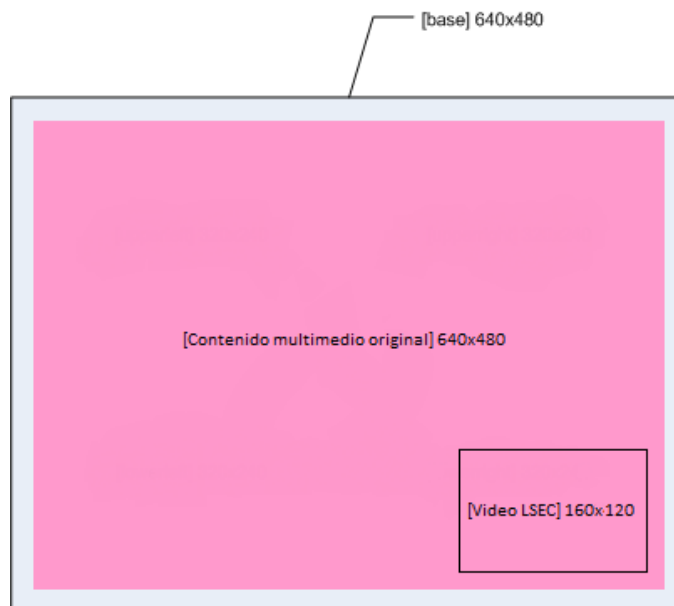 [base] 640x480
[Contenido multimedio original] 640x480
[Video LSEC] 160x120